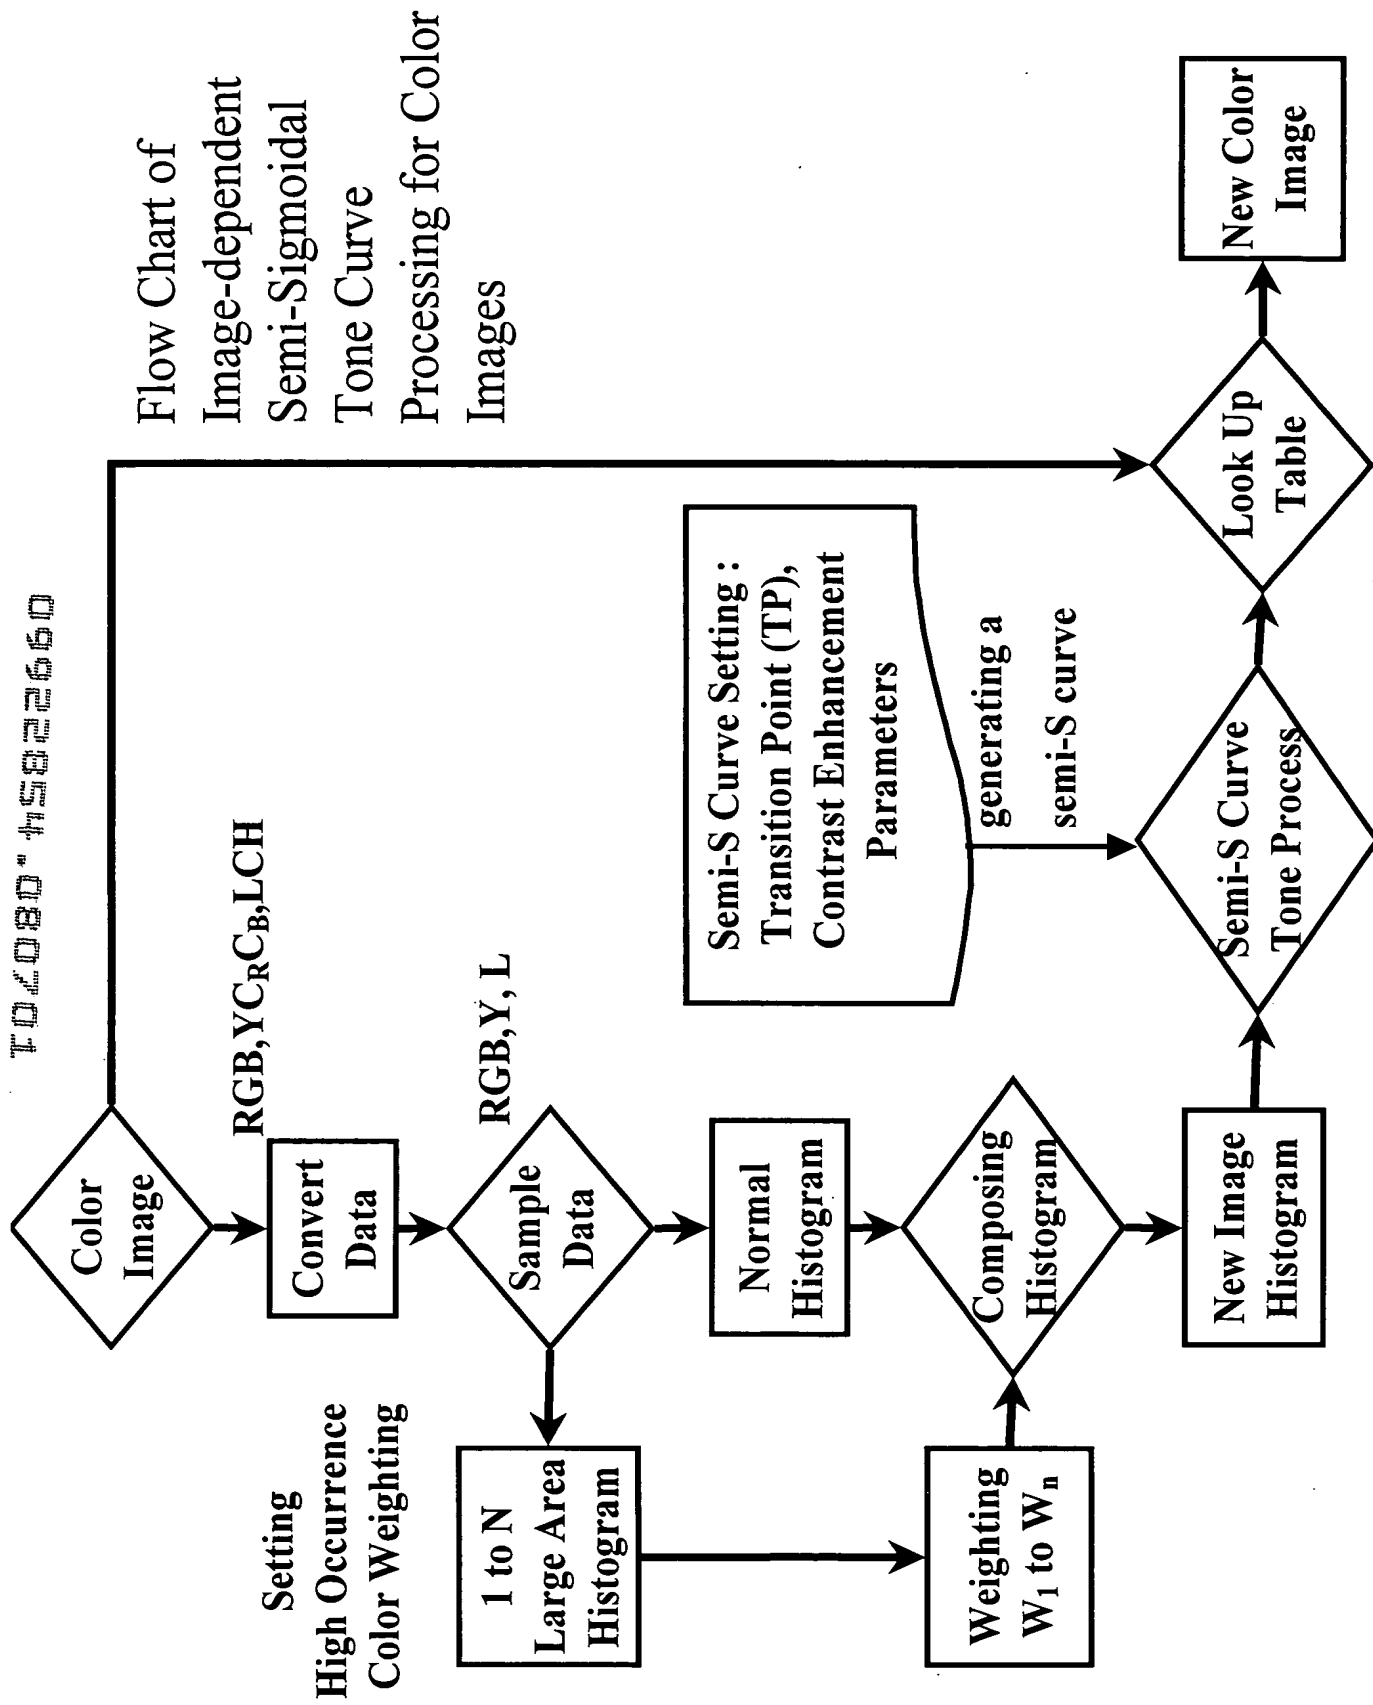 09922854.080701
Flow Chart of
Image-dependent
Semi-Sigmoidal
Tone Curve
Processing for Color
Images
Color
Image
RGB,YCRCB,LCH
Convert
Data
RGB,Y, L
Sample
Data
Setting
High Occurrence
Color Weighting
1 to N
Large Area
Histogram
Normal
Histogram
Weighting
W1 to Wn
Composing
Histogram
New Image
Histogram
Semi-S Curve Setting :
Transition Point (TP),
Contrast Enhancement
Parameters
generating a
semi-S curve
Semi-S Curve
Tone Process
Look Up
Table
New Color
Image